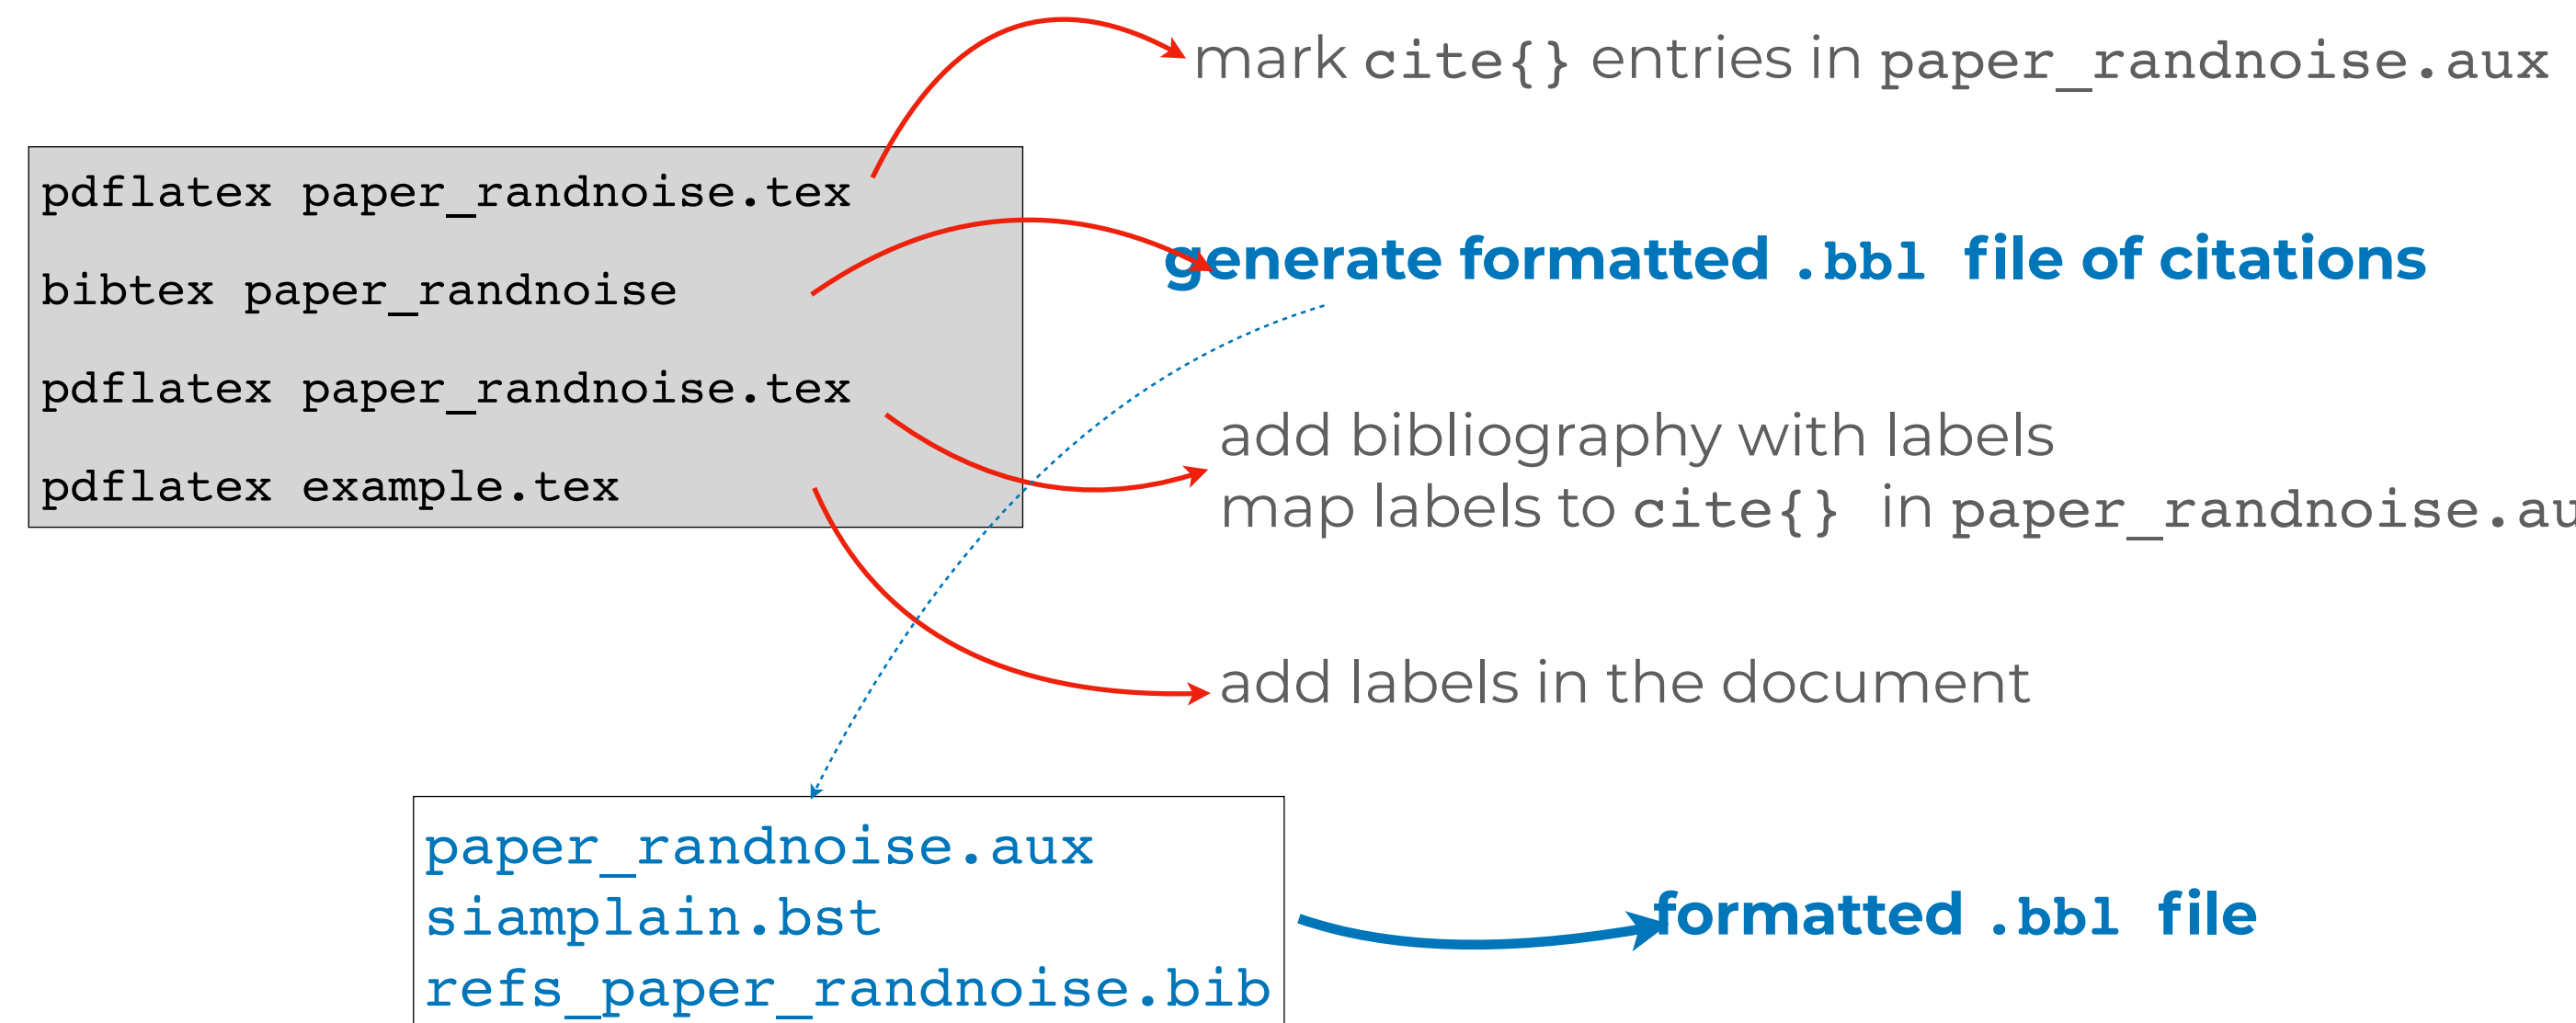 mark cite{} entries in paper_randnoise.aux
pdflatex paper_randnoise.tex
generate formatted .bbl file of citations
bibtex paper_randnoise
pdflatex paper_randnoise.tex
add bibliography with labels
map labels to cite{} in paper_randnoise.au
pdflatex example.tex
add labels in the document
paper_randnoise.aux
siamplain.bst
refs_paper_randnoise.bib
formatted .bbl file